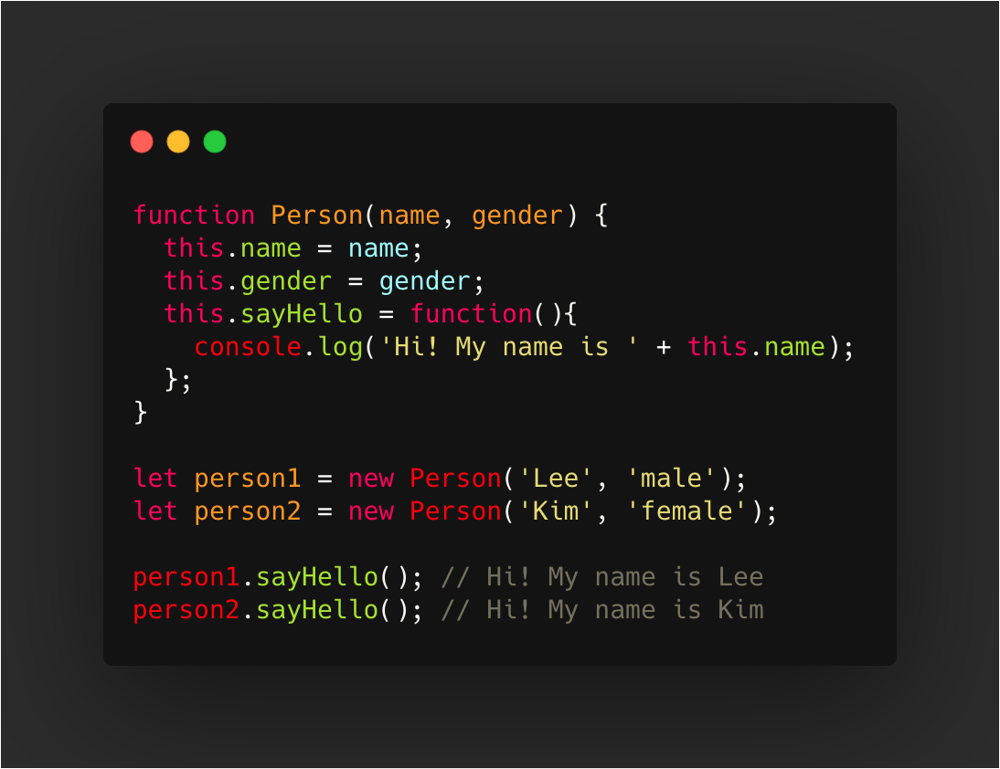 function Person(name, gender) {
  this.name = name;
  this.gender = gender;
  this.sayHello = function(){
    console.log('Hi! My name is ' + this.name);
  };
}

let person1 = new Person('Lee', 'male');
let person2 = new Person('Kim', 'female');

person1.sayHello(); // Hi! My name is Lee
person2.sayHello(); // Hi! My name is Kim